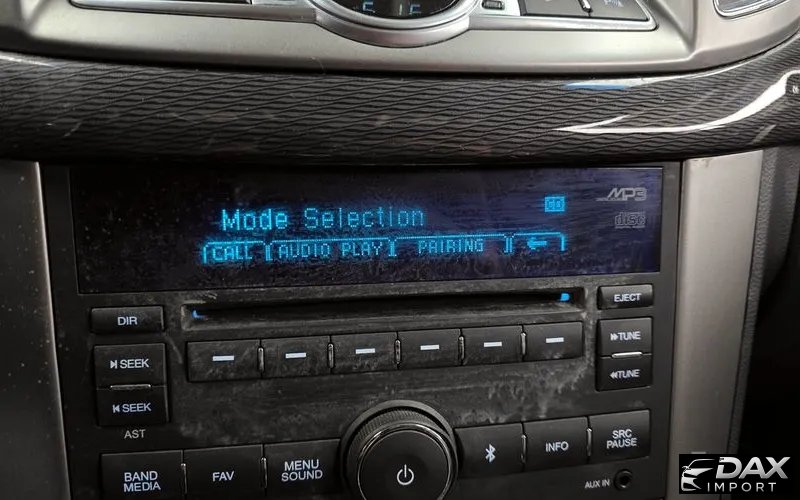 MP3
disc
Mode Selection
CALL AUDIO PLAY PAIRING
EJECT
DIR
TUNE
SEEK
TUNE
SEEK
AST
BAND MEDIA
FAV
MENU SOUND
INFO
SRC PAUSE
AUX IN
DAX
IMPORT